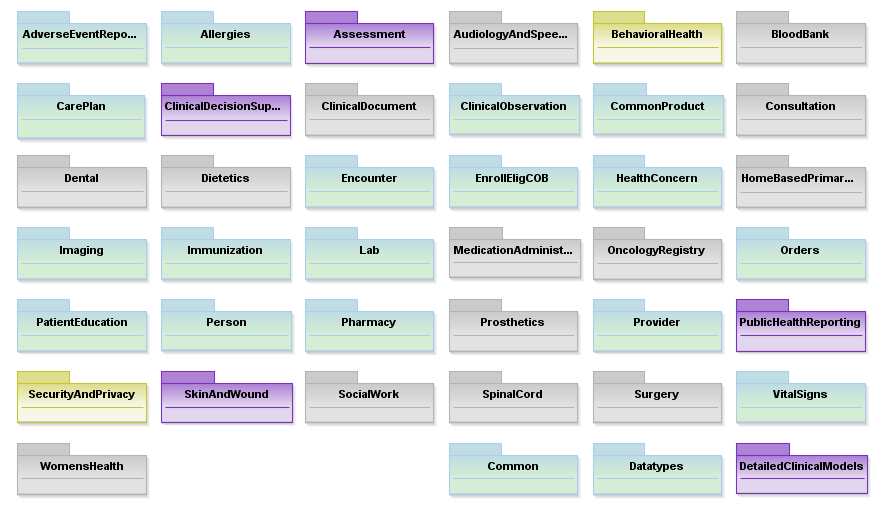 AdverseEventRepo...
Allergies
Assessment
AudiologyAndSpee...
BehavioralHealth
BloodBank
CarePlan
ClinicalDecisionSup...
ClinicalDocument
ClinicalObservation
CommonProduct
Consultation
Dental
Dietetics
Encounter
EnrollEligCOB
HealthConcern
HomeBasedPrimar...
Imaging
Immunization
Lab
MedicationAdminist...
OncologyRegistry
Orders
PatientEducation
Person
Pharmacy
Prosthetics
Provider
PublicHealthReporting
SecurityAndPrivacy
SkinAndWound
SocialWork
SpinalCord
Surgery
VitalSigns
WomensHealth
Common
Datatypes
DetailedClinicalModels